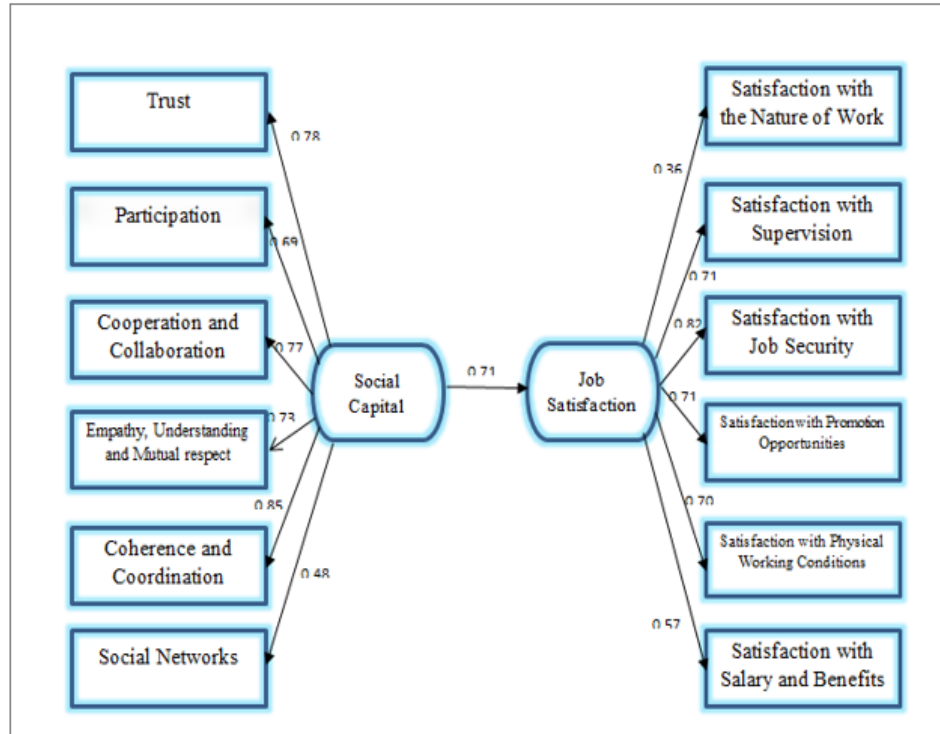 Trust
0.78
Participation
0.69
Cooperation and
Collaboration
0.77
Empathy, Understanding
and Mutual respect
0.73
Coherence and
Coordination
0.85
Social Networks
0.48
Social
Capital
0.71
Job
Satisfaction
Satisfaction with
the Nature of Work
0.36
Satisfaction with
Supervision
0.71
Satisfaction with
Job Security
0.82
Satisfaction with Promotion
Opportunities
0.71
Satisfaction with Physical
Working Conditions
0.70
Satisfaction with
Salary and Benefits
0.57